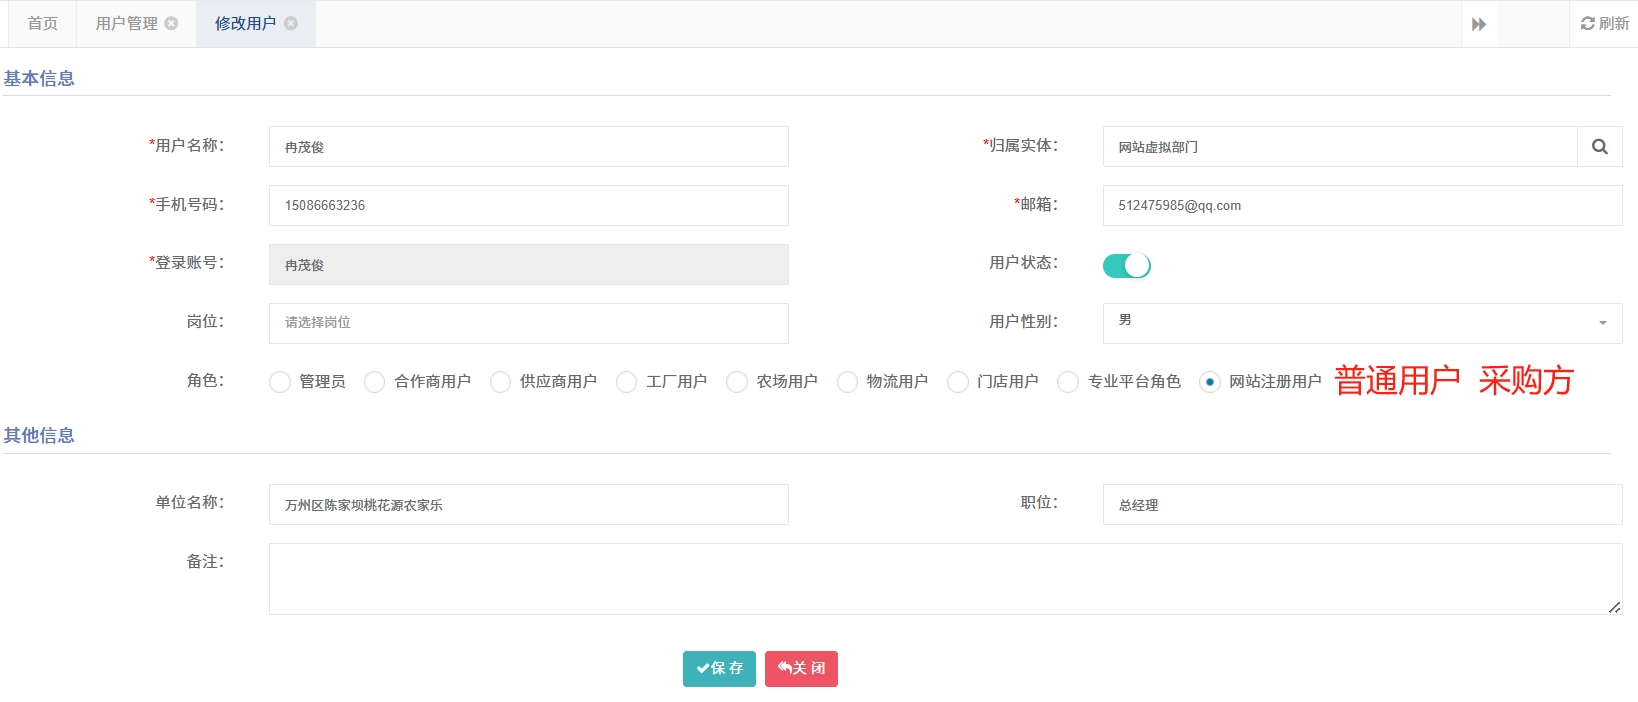 首页 用户管理 修改用户 刷新
基本信息
*用户名称： 冉茂俊 *归属实体： 网站虚拟部门
*手机号码： 15086663236 *邮箱： 512475985@qq.com
*登录账号： 冉茂俊 用户状态：
岗位： 请选择岗位 用户性别： 男
角色： 管理员 合作商用户 供应商用户 工厂用户 农场用户 物流用户 门店用户 专业平台角色 网站注册用户 普通用户 采购方
其他信息
单位名称： 万州区陈家坝桃花源农家乐 职位： 总经理
备注：
保 存 关 闭